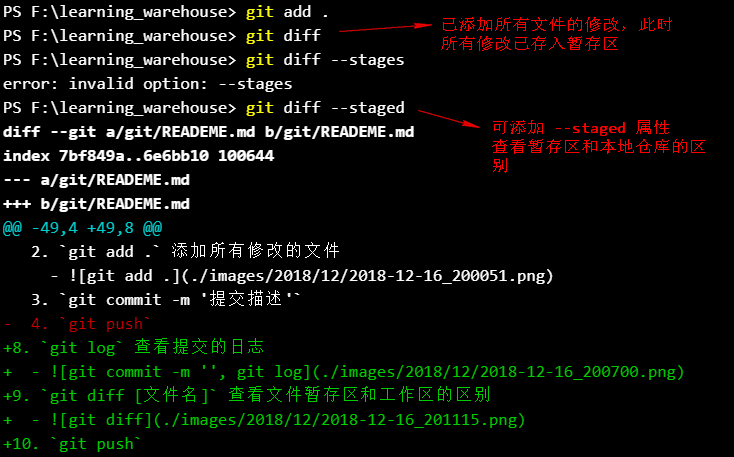 PS F:\learning_warehouse> git add .
PS F:\learning_warehouse> git diff
已添加所有文件的修改，此时
所有修改已存入暂存区
PS F:\learning_warehouse> git diff --stages
error: invalid option: --stages
PS F:\learning_warehouse> git diff --staged
可添加 --staged 属性
查看暂存区和本地仓库的区
别
diff --git a/git/READEME.md b/git/READEME.md
index 7bf849a..6e6bb10 100644
--- a/git/READEME.md
+++ b/git/READEME.md
@@ -49,4 +49,8 @@
2. `git add .` 添加所有修改的文件
- ![git add .](./images/2018/12/2018-12-16_200051.png)
3. `git commit -m '提交描述'`
- 4. `git push`
+8. `git log` 查看提交的日志
+ - ![git commit -m '', git log](./images/2018/12/2018-12-16_200700.png)
+9. `git diff [文件名]` 查看文件暂存区和工作区的区别
+ - ![git diff](./images/2018/12/2018-12-16_201115.png)
+10. `git push`